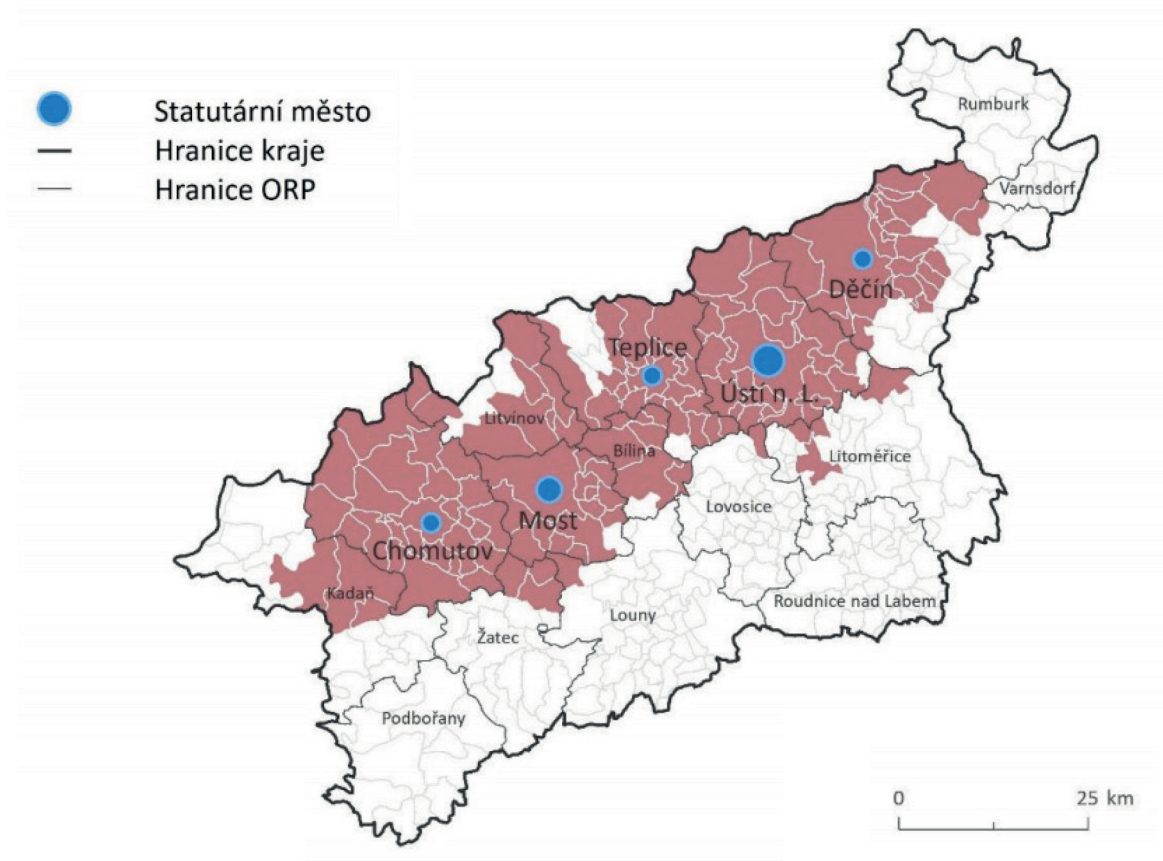 Statutární město
Hranice kraje
Hranice ORP
Rumburk
Varnsdorf
Děčín
Teplice
Ústí n. L.
Litvínov
Bílina
Litoměřice
Most
Lovosice
Chomutov
Kadaň
Roudnice nad Labem
Louny
Žatec
Podbořany
0 25 km